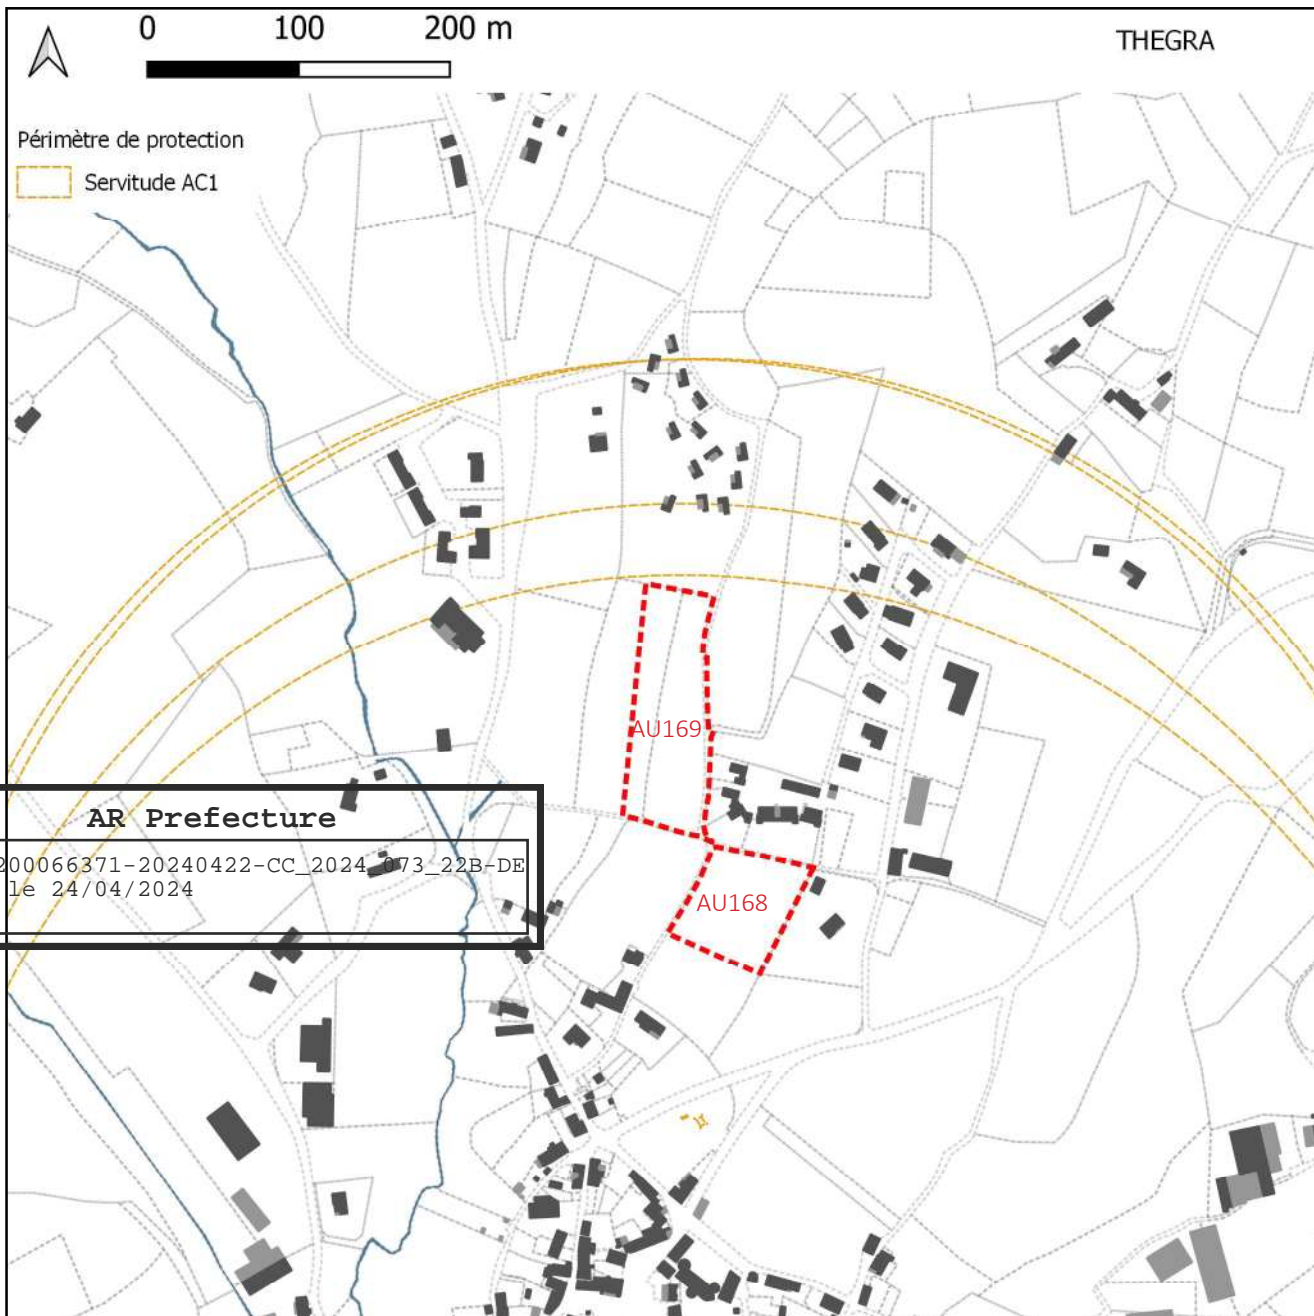 0 100 200 m
THEGRA
Périmètre de protection
Servitude AC1
AU169
AR Prefecture
200066371-20240422-CC_2024_073_22B-DE
le 24/04/2024
AU168